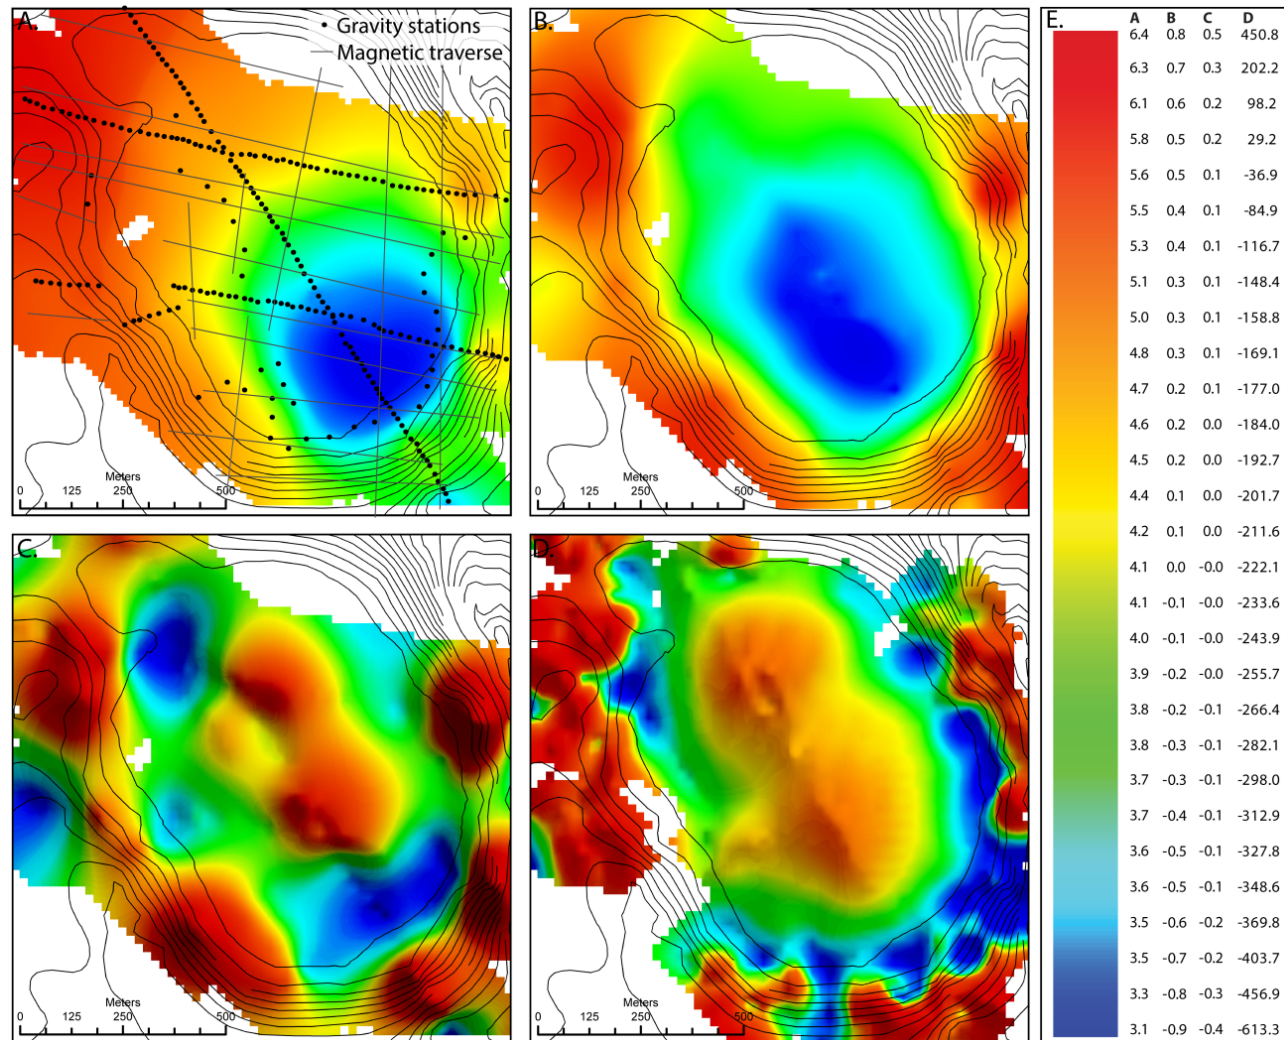 A.
Gravity stations
Magnetic traverse
Meters
0 125 250 500
B.
Meters
0 125 250 500
C.
Meters
0 125 250 500
D.
Meters
0 125 250 500
E.
A B C D
6.4 0.8 0.5 450.8
6.3 0.7 0.3 202.2
6.1 0.6 0.2 98.2
5.8 0.5 0.2 29.2
5.6 0.5 0.1 -36.9
5.5 0.4 0.1 -84.9
5.3 0.4 0.1 -116.7
5.1 0.3 0.1 -148.4
5.0 0.3 0.1 -158.8
4.8 0.3 0.1 -169.1
4.7 0.2 0.1 -177.0
4.6 0.2 0.0 -184.0
4.5 0.2 0.0 -192.7
4.4 0.1 0.0 -201.7
4.2 0.1 0.0 -211.6
4.1 0.0 -0.0 -222.1
4.1 -0.1 -0.0 -233.6
4.0 -0.1 -0.0 -243.9
3.9 -0.2 -0.0 -255.7
3.8 -0.2 -0.1 -266.4
3.8 -0.3 -0.1 -282.1
3.7 -0.3 -0.1 -298.0
3.7 -0.4 -0.1 -312.9
3.6 -0.5 -0.1 -327.8
3.6 -0.5 -0.1 -348.6
3.5 -0.6 -0.2 -369.8
3.5 -0.7 -0.2 -403.7
3.3 -0.8 -0.3 -456.9
3.1 -0.9 -0.4 -613.3